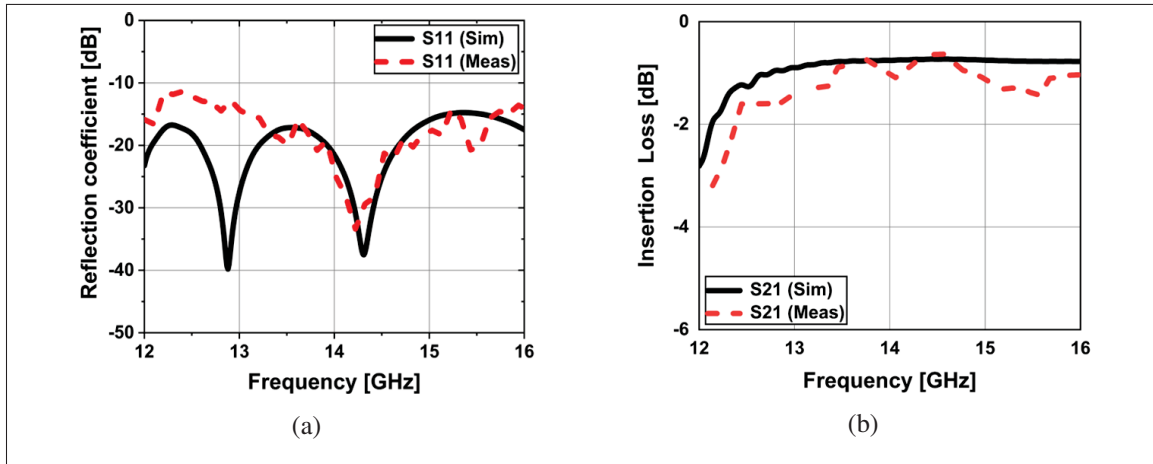 S11 (Sim)
S11 (Meas)
Reflection coefficient [dB]
0
-10
-20
-30
-40
-50
12 13 14 15 16
Frequency [GHz]
(a)
S21 (Sim)
S21 (Meas)
Insertion Loss [dB]
-0
-2
-4
-6
12 13 14 15 16
Frequency [GHz]
(b)